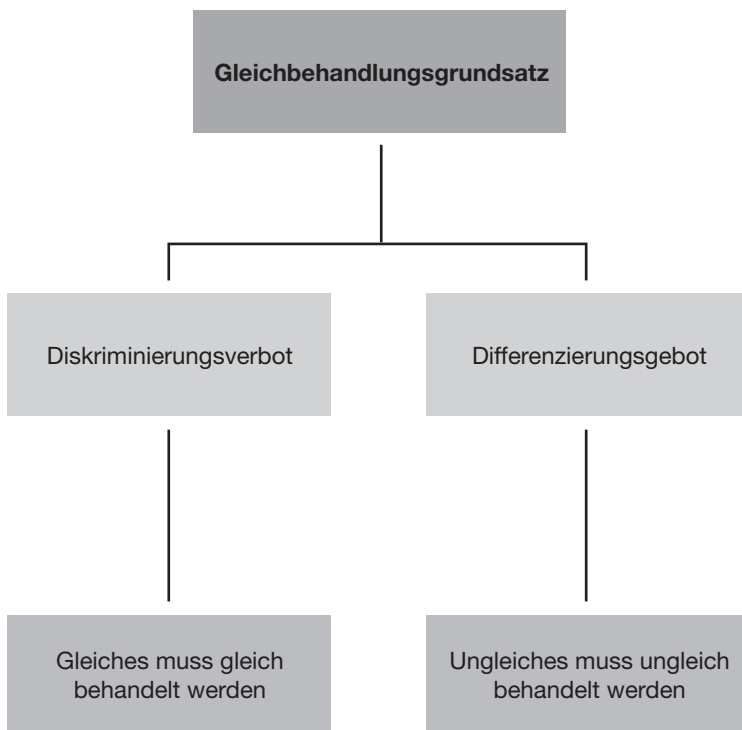 Gleichbehandlungsgrundsatz
Diskriminierungsverbot
Differenzierungsgebot
Gleiches muss gleich
behandelt werden
Ungleiches muss ungleich
behandelt werden